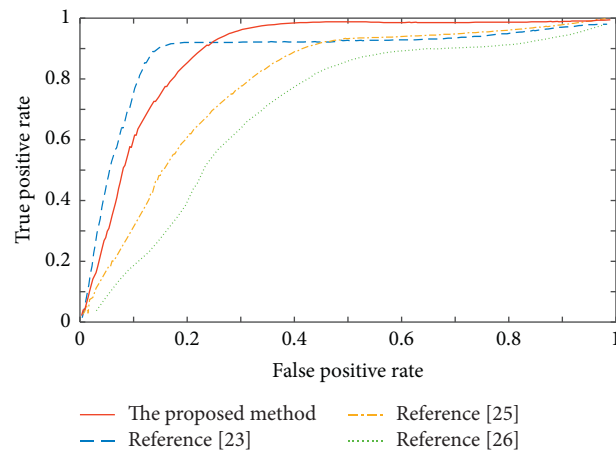 1
0.8
0.6
0.4
0.2
0
True positive rate
0 0.2 0.4 0.6 0.8 1
False positive rate
The proposed method
Reference [23]
Reference [25]
Reference [26]